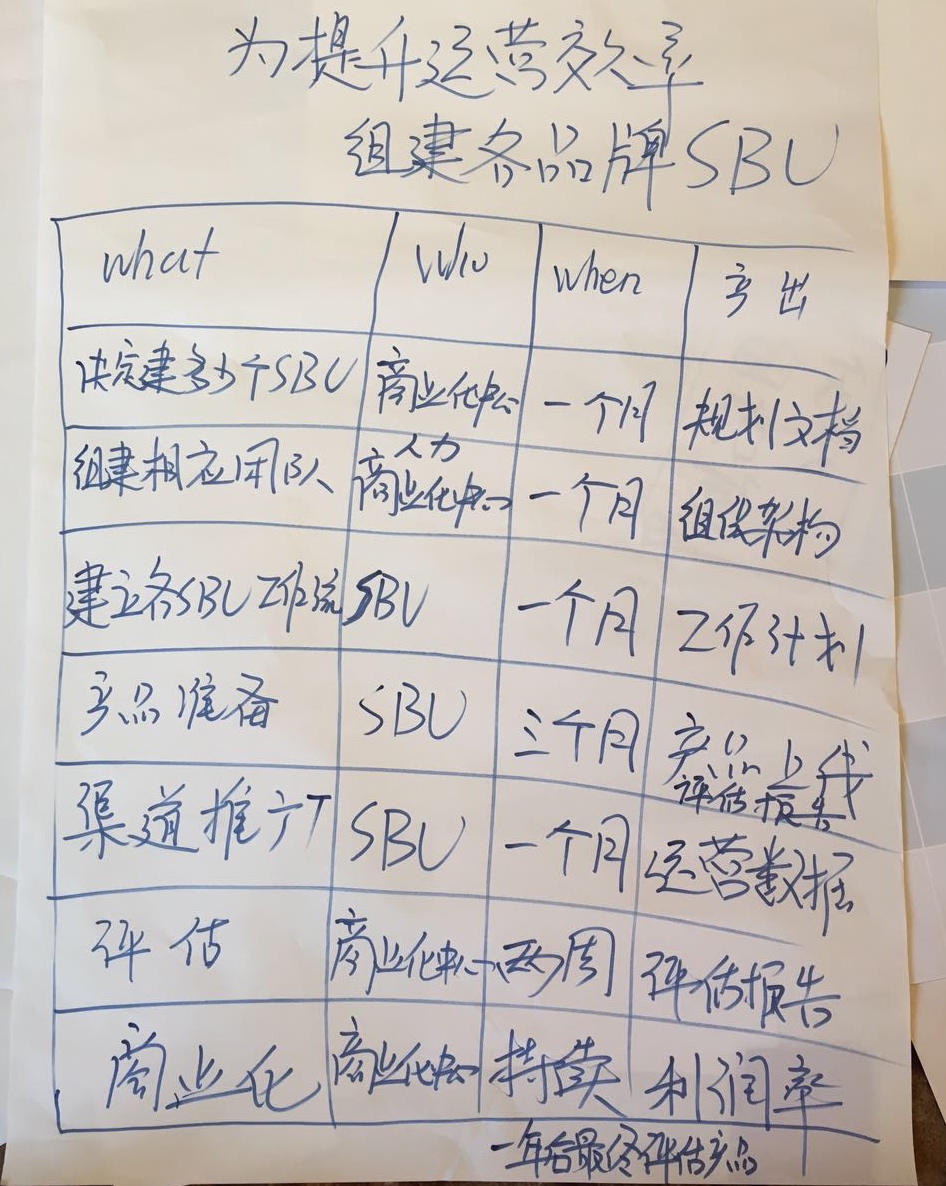 为提升运营效率
组建各品牌SBU
what who when 产出
决定建多少个SBU 商业化中心 一个月 规划文档
组建相应团队 人力 商业化中心 一个月 组织架构
建立各SBU工作流 SBU 一个月 工作计划
产品准备 SBU 三个月 产品上线 评估报告
渠道推广 SBU 一个月 运营数据
评估 商业化中心 两周 评估报告
商业化 商业化中心 持续 利润率
一年后最终评估产品